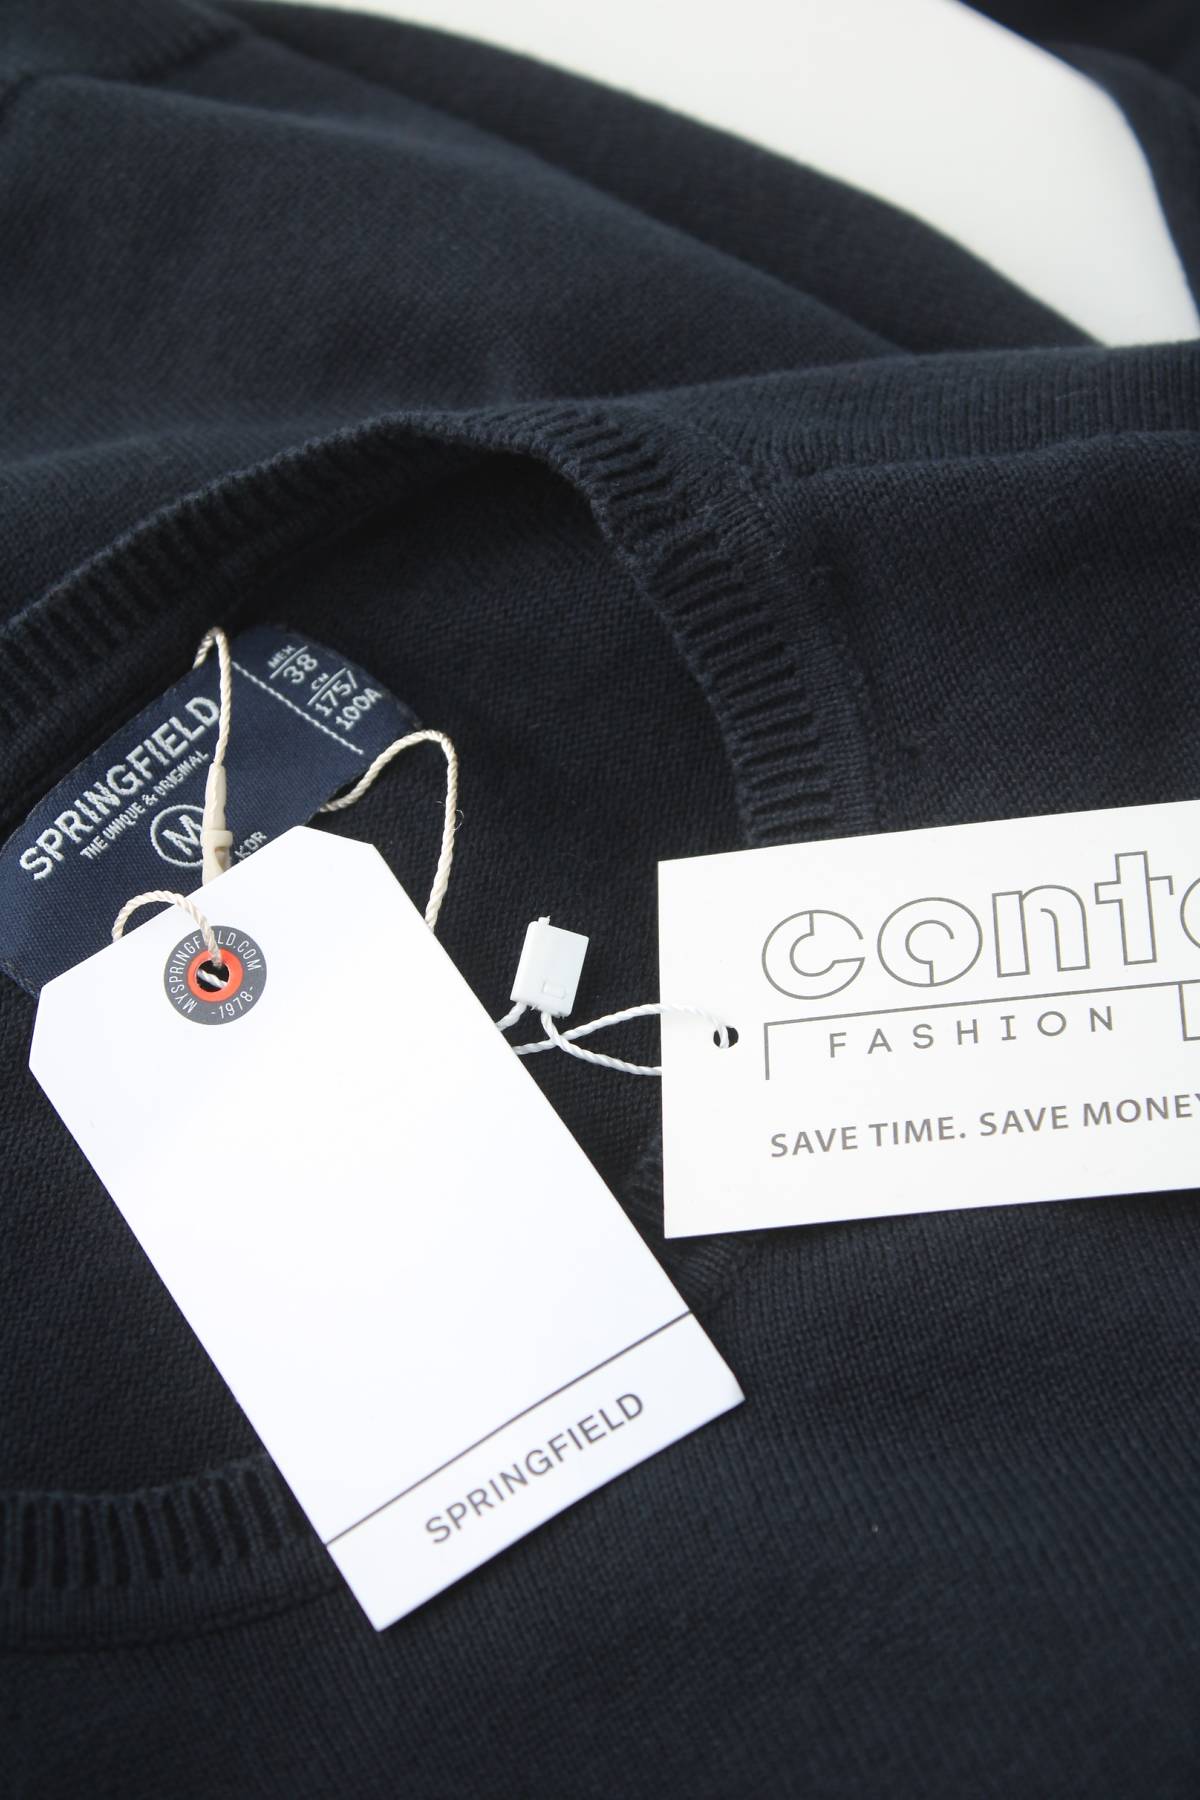 SPRINGFIELD
THE UNIQUE & ORIGINAL
M
KOR
MEX
38
CN
175/
100A
MYSPRINGFIELD.COM
-1978-
SPRINGFIELD
FASHION
SAVE TIME. SAVE MONEY